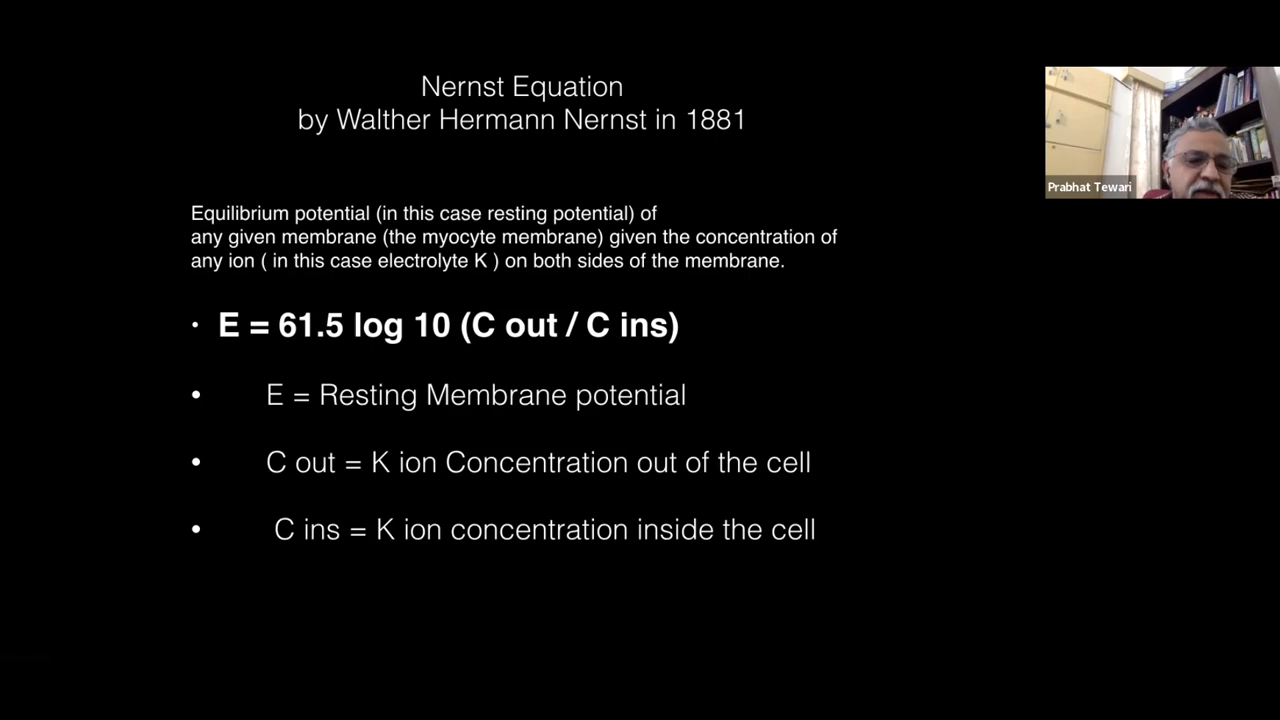 Nernst Equation
by Walther Hermann Nernst in 1881
Prabhat Tewari
Equilibrium potential (in this case resting potential) of
any given membrane (the myocyte membrane) given the concentration of
any ion ( in this case electrolyte K ) on both sides of the membrane.
• E = 61.5 log 10 (C out / C ins)
• E = Resting Membrane potential
• C out = K ion Concentration out of the cell
• C ins = K ion concentration inside the cell